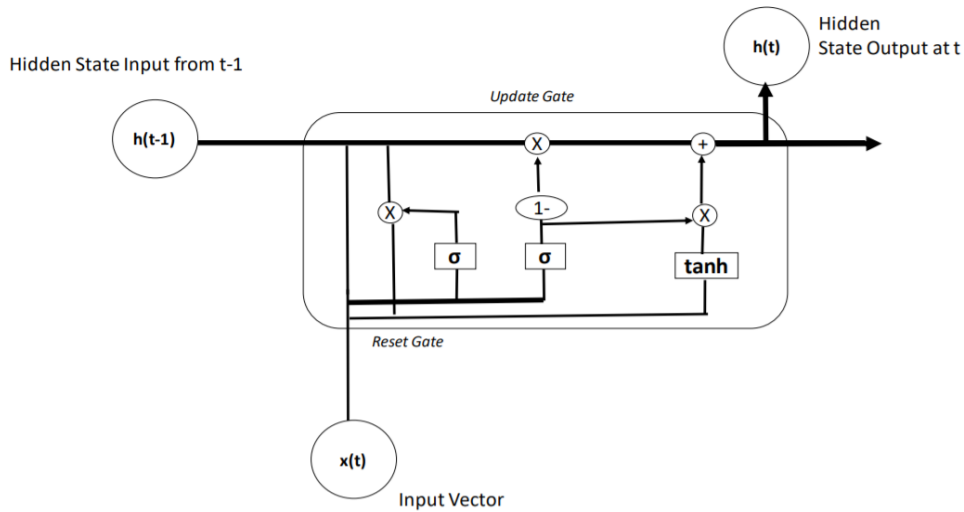 Hidden
State Output at t
h(t)
Hidden State Input from t-1
Update Gate
h(t-1)
X
+
X
1-
X
σ
σ
tanh
Reset Gate
x(t)
Input Vector